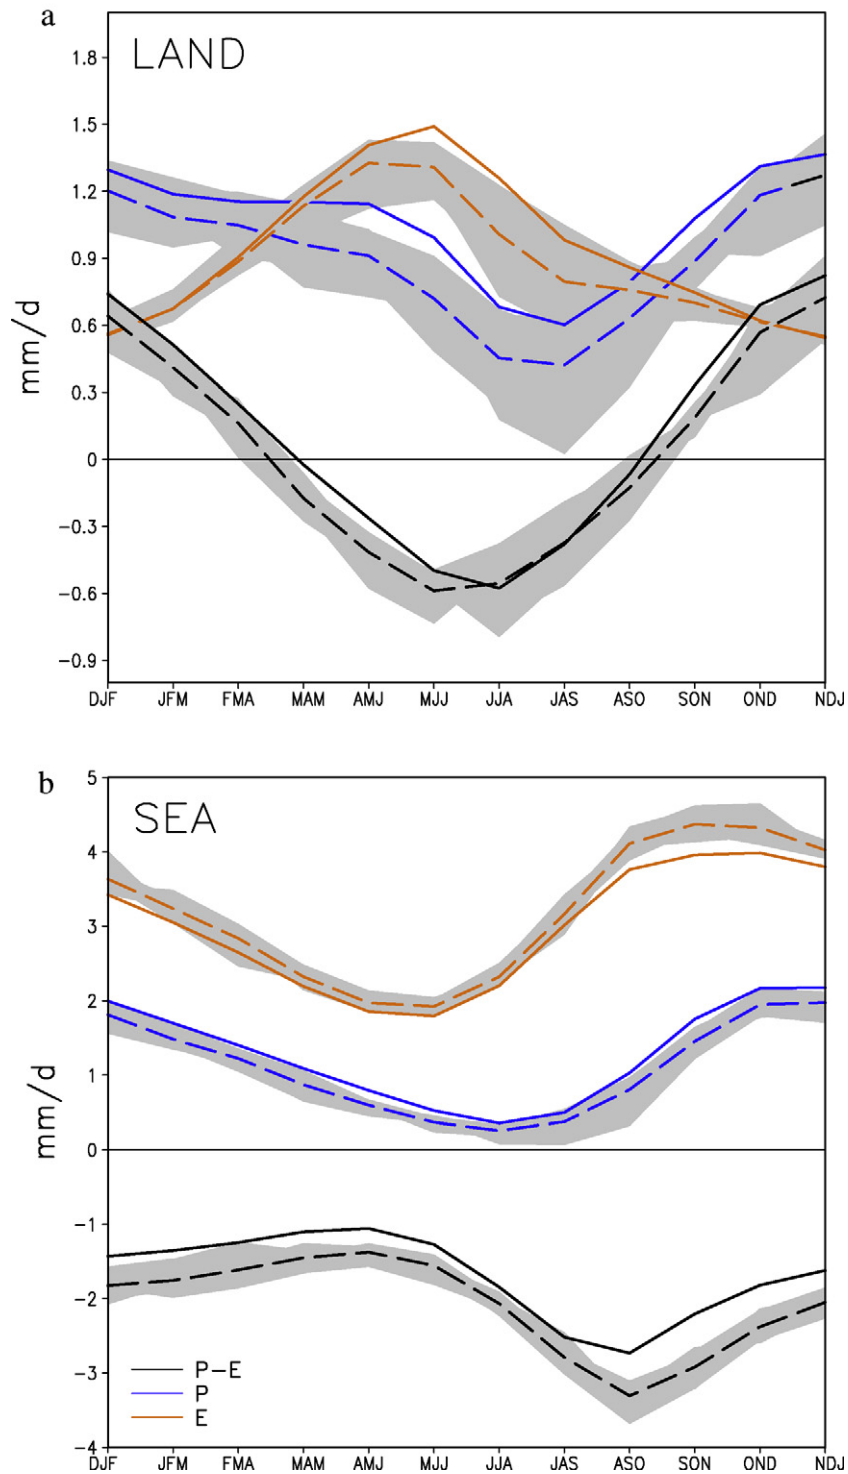 a
LAND
mm/d
1.8
1.5
1.2
0.9
0.6
0.3
0
−0.3
−0.6
−0.9
DJF JFM FMA MAM AMJ MJJ JJA JAS ASO SON OND NDJ
b
SEA
mm/d
5
4
3
2
1
0
−1
−2
−3
−4
P−E
P
E
DJF JFM FMA MAM AMJ MJJ JJA JAS ASO SON OND NDJ